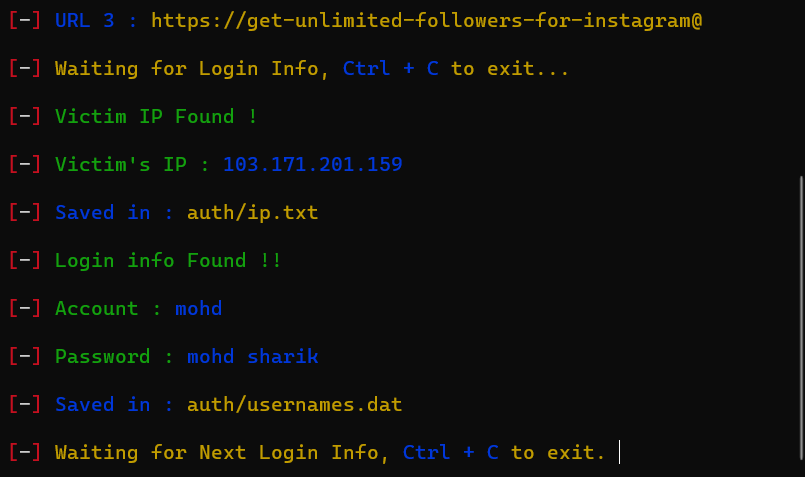 [-] URL 3 : https://get-unlimited-followers-for-instagram@
[-] Waiting for Login Info, Ctrl + C to exit...
[-] Victim IP Found !
[-] Victim's IP : 103.171.201.159
[-] Saved in : auth/ip.txt
[-] Login info Found !!
[-] Account : mohd
[-] Password : mohd sharik
[-] Saved in : auth/usernames.dat
[-] Waiting for Next Login Info, Ctrl + C to exit.